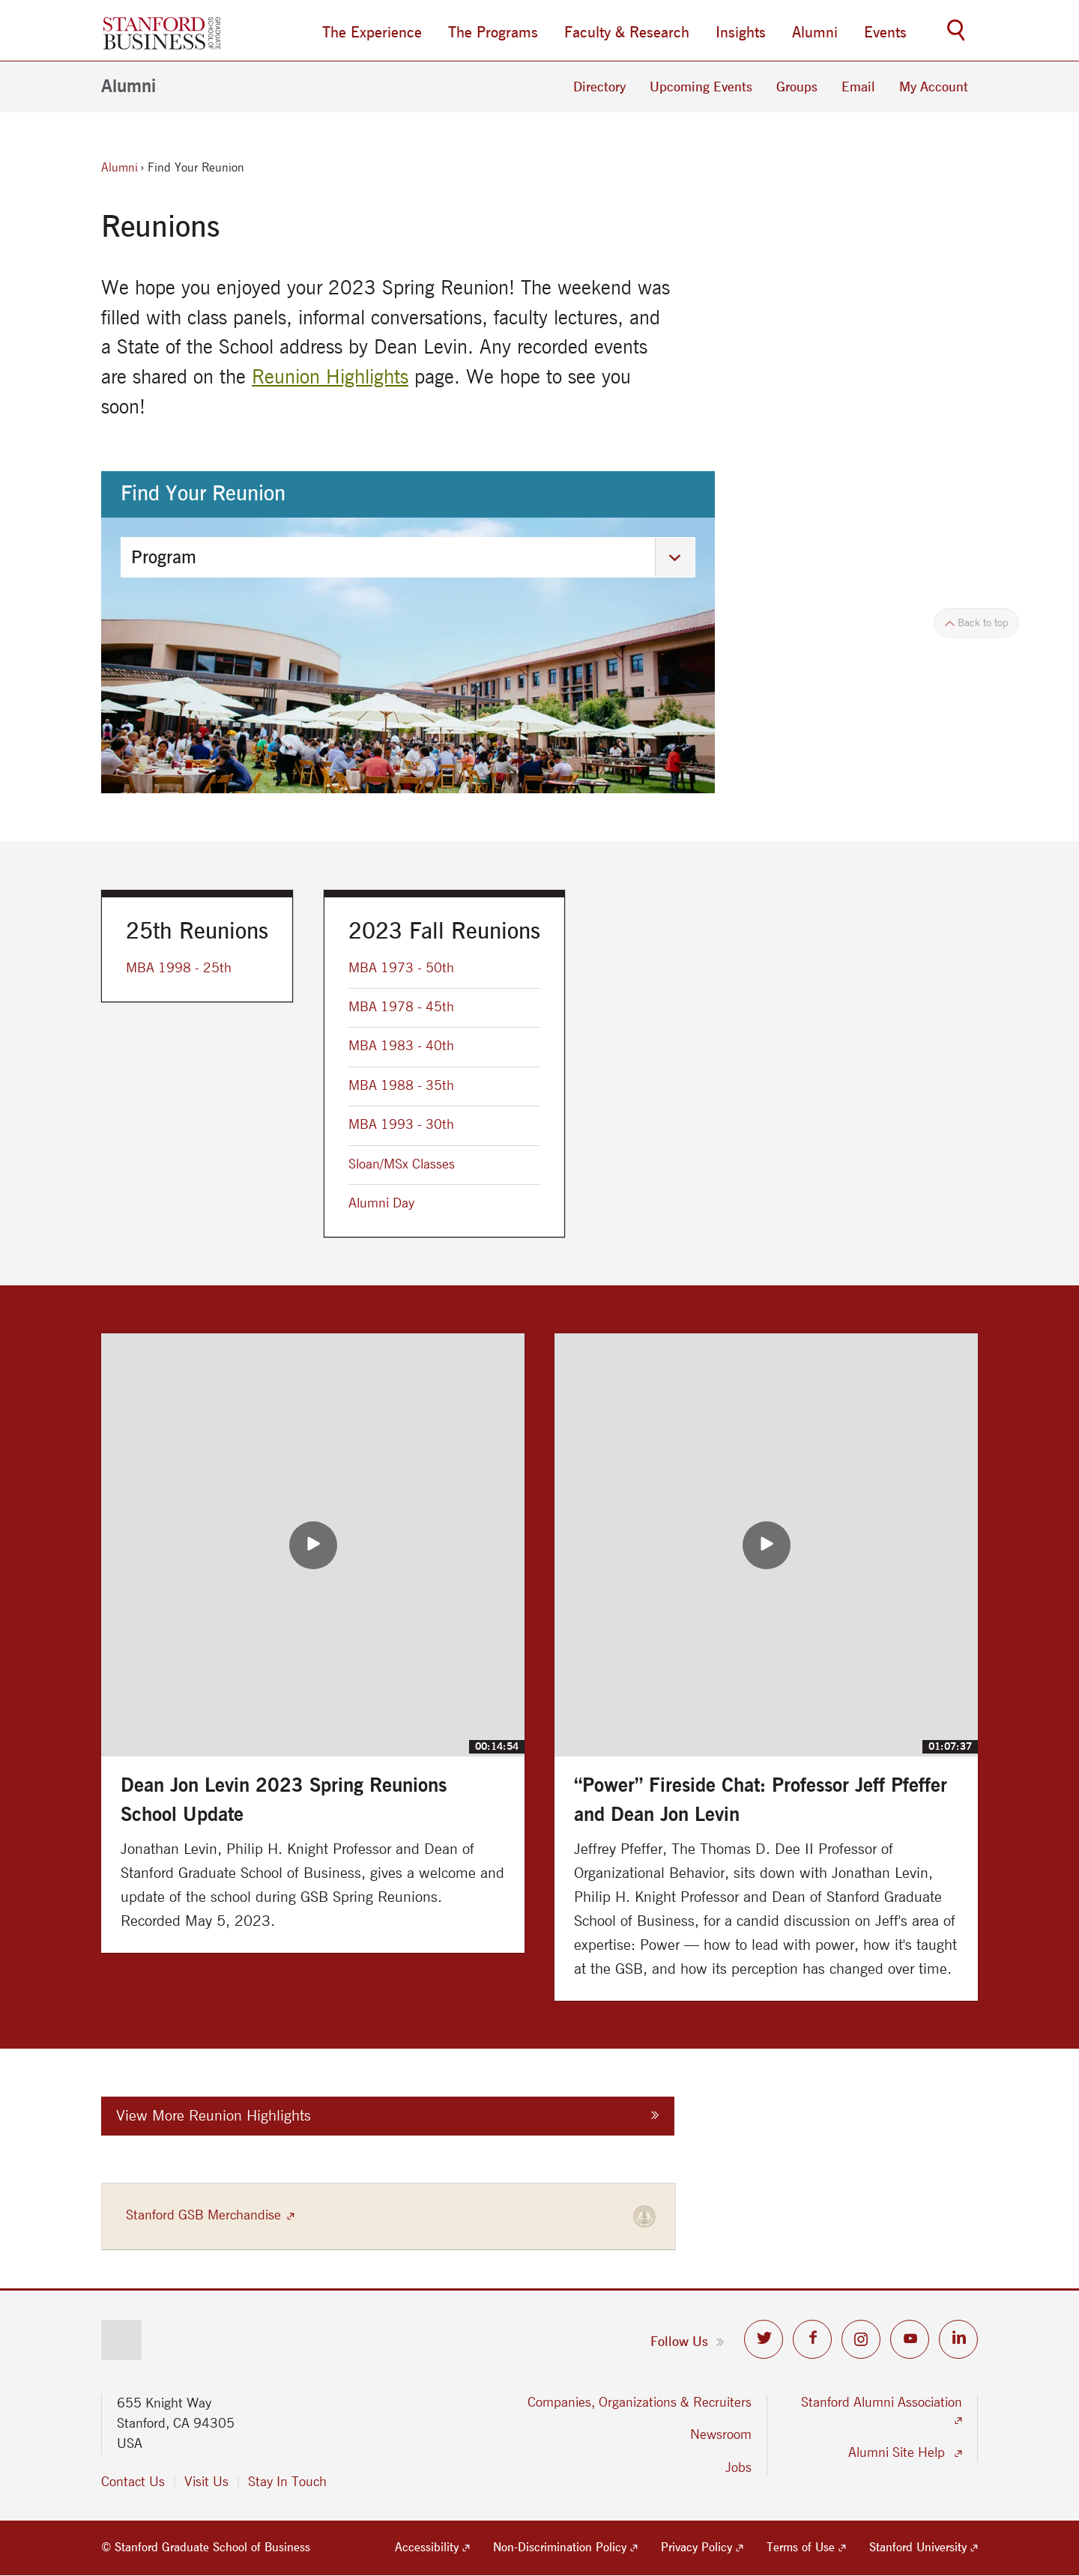 STANFORD
BUSINESS
GRADUATE
SCHOOL OF
The Experience
The Programs
Faculty & Research
Insights
Alumni
Events
Alumni
Directory
Upcoming Events
Groups
Email
My Account
Alumni › Find Your Reunion
Reunions
We hope you enjoyed your 2023 Spring Reunion! The weekend was
filled with class panels, informal conversations, faculty lectures, and
a State of the School address by Dean Levin. Any recorded events
are shared on the Reunion Highlights page. We hope to see you
soon!
Find Your Reunion
Program
Back to top
25th Reunions
MBA 1998 - 25th
2023 Fall Reunions
MBA 1973 - 50th
MBA 1978 - 45th
MBA 1983 - 40th
MBA 1988 - 35th
MBA 1993 - 30th
Sloan/MSx Classes
Alumni Day
00:14:54
Dean Jon Levin 2023 Spring Reunions
School Update
Jonathan Levin, Philip H. Knight Professor and Dean of
Stanford Graduate School of Business, gives a welcome and
update of the school during GSB Spring Reunions.
Recorded May 5, 2023.
01:07:37
“Power” Fireside Chat: Professor Jeff Pfeffer
and Dean Jon Levin
Jeffrey Pfeffer, The Thomas D. Dee II Professor of
Organizational Behavior, sits down with Jonathan Levin,
Philip H. Knight Professor and Dean of Stanford Graduate
School of Business, for a candid discussion on Jeff's area of
expertise: Power — how to lead with power, how it's taught
at the GSB, and how its perception has changed over time.
View More Reunion Highlights
Stanford GSB Merchandise
Follow Us
655 Knight Way
Stanford, CA 94305
USA
Contact Us
Visit Us
Stay In Touch
Companies, Organizations & Recruiters
Newsroom
Jobs
Stanford Alumni Association
Alumni Site Help
© Stanford Graduate School of Business
Accessibility
Non-Discrimination Policy
Privacy Policy
Terms of Use
Stanford University